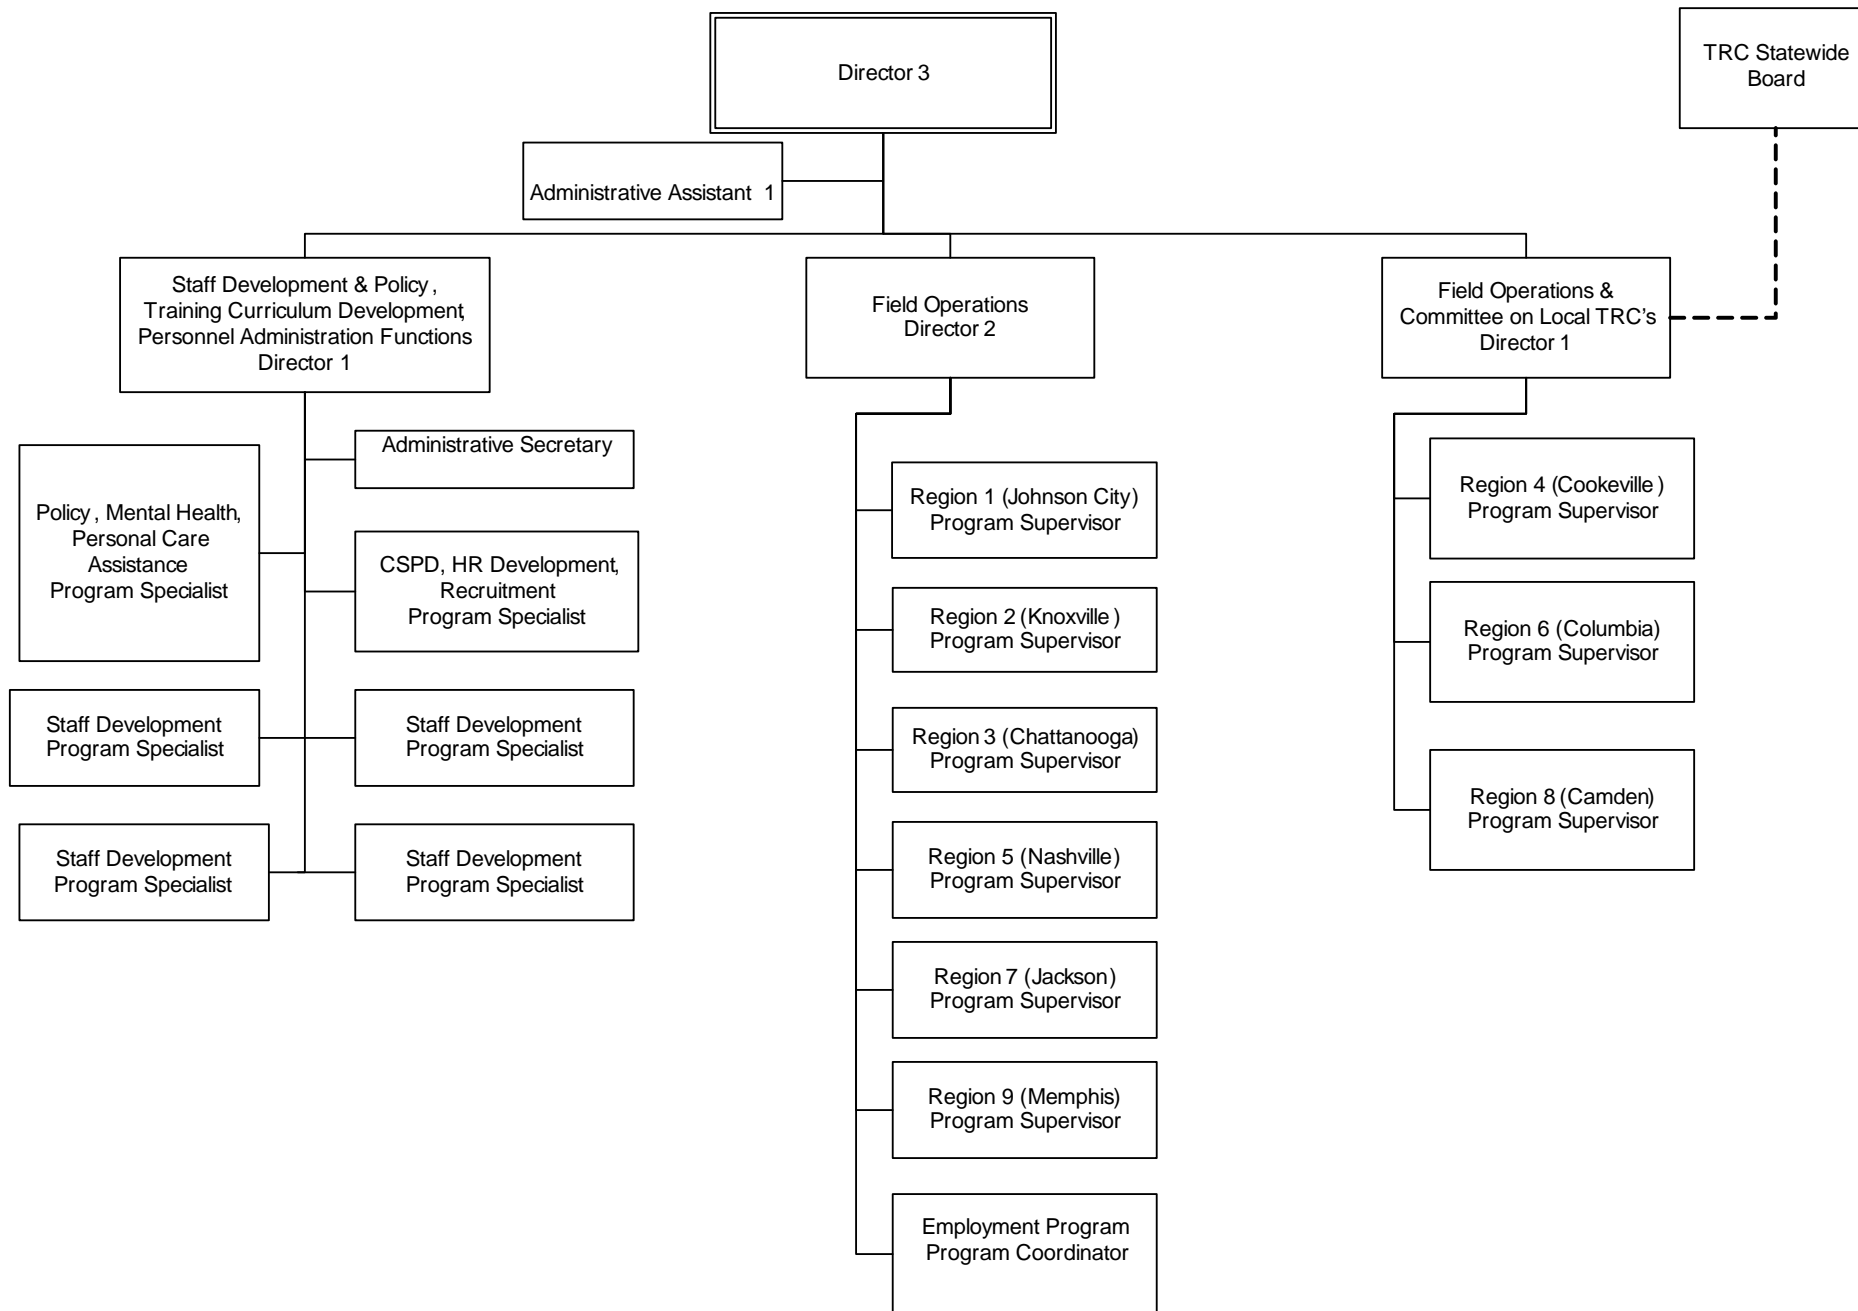 Director 3
TRC Statewide
Board
Administrative Assistant 1
Staff Development & Policy,
Training Curriculum Development,
Personnel Administration Functions
Director 1
Field Operations
Director 2
Field Operations &
Committee on Local TRC's
Director 1
Administrative Secretary
Policy, Mental Health,
Personal Care
Assistance
Program Specialist
CSPD, HR Development,
Recruitment
Program Specialist
Staff Development
Program Specialist
Staff Development
Program Specialist
Staff Development
Program Specialist
Staff Development
Program Specialist
Region 1 (Johnson City)
Program Supervisor
Region 2 (Knoxville)
Program Supervisor
Region 3 (Chattanooga)
Program Supervisor
Region 5 (Nashville)
Program Supervisor
Region 7 (Jackson)
Program Supervisor
Region 9 (Memphis)
Program Supervisor
Employment Program
Program Coordinator
Region 4 (Cookeville)
Program Supervisor
Region 6 (Columbia)
Program Supervisor
Region 8 (Camden)
Program Supervisor